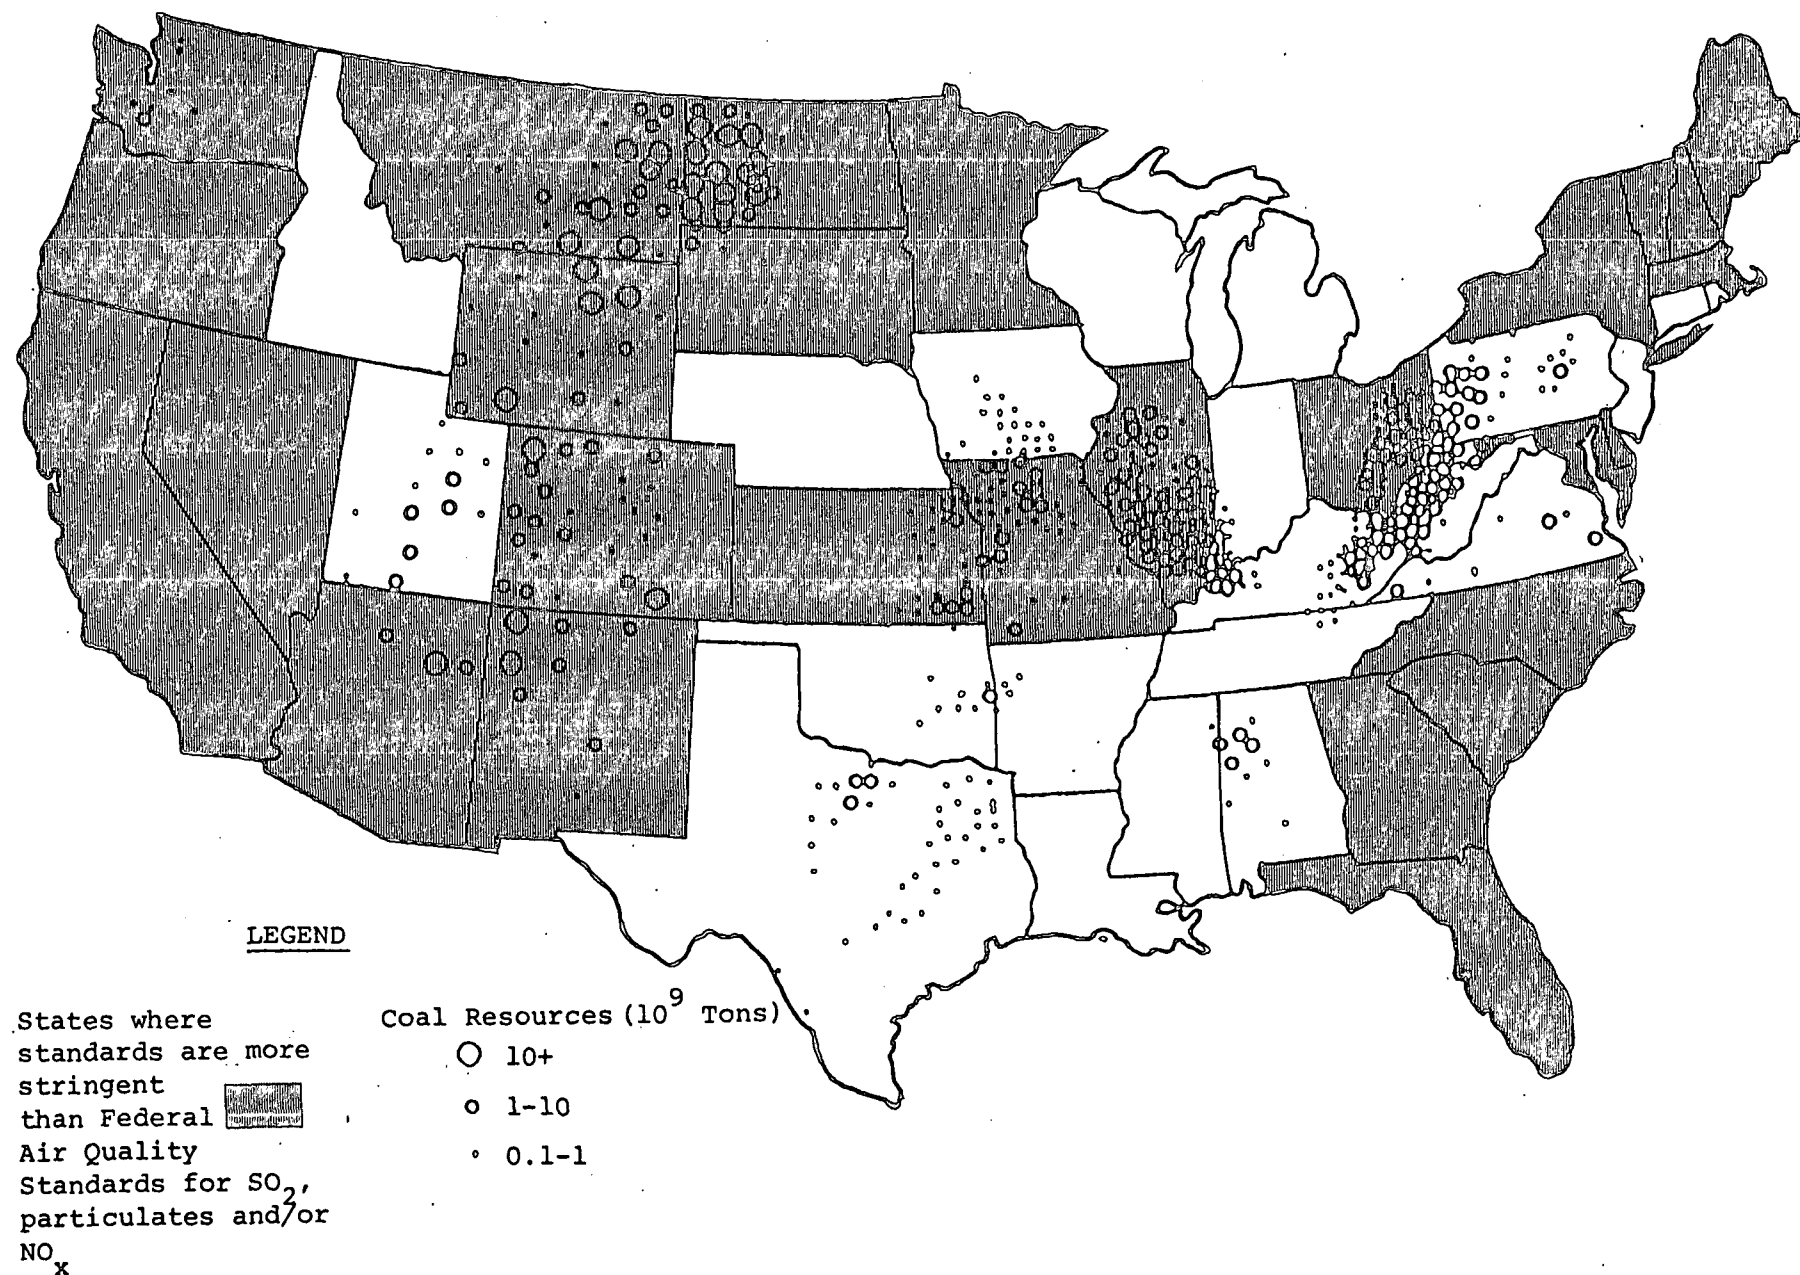 LEGEND
States where
standards are more
stringent
than Federal
Air Quality
Standards for SO2,
particulates and/or
NOx
Coal Resources (10^9 Tons)
10+
1-10
0.1-1